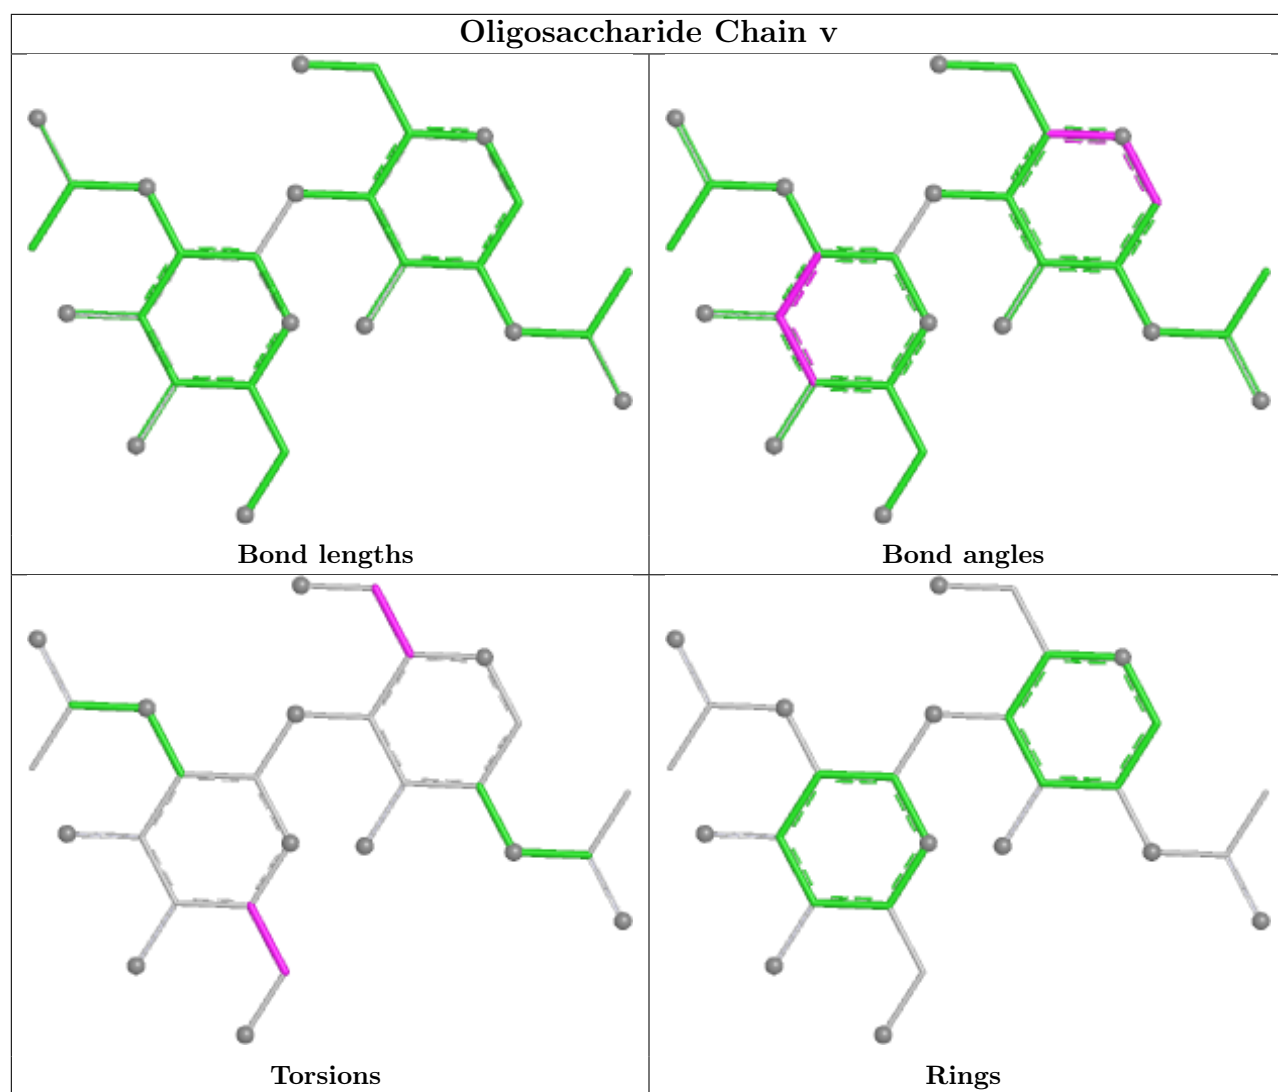 Oligosaccharide Chain v
Bond lengths
Bond angles
Torsions
Rings